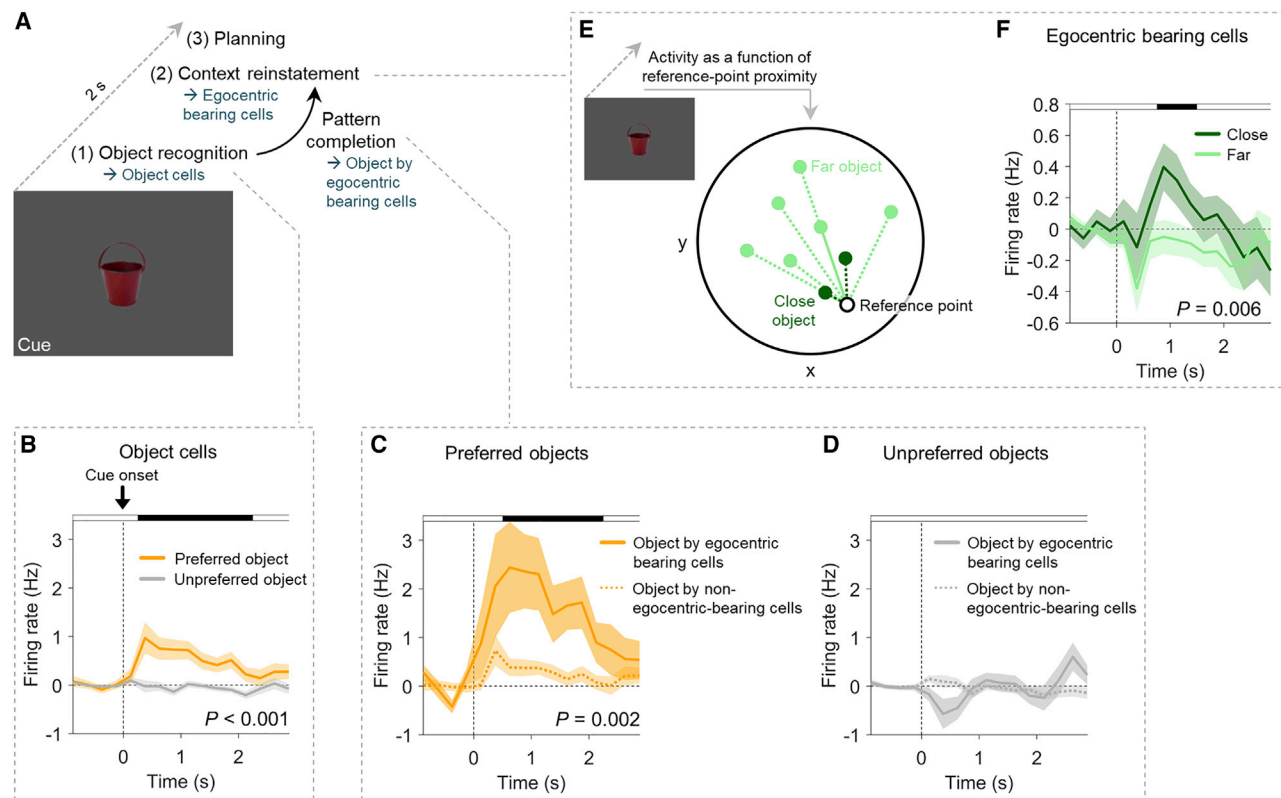 A
(3) Planning
(2) Context reinstatement
→ Egocentric
bearing cells
2 s
Pattern
completion
→ Object by
egocentric
bearing cells
(1) Object recognition
→ Object cells
Cue
E
Activity as a function of
reference-point proximity
Far object
y
Close
object
Reference point
x
F
Egocentric bearing cells
0.8
0.6
0.4
0.2
0
-0.2
-0.4
-0.6
Firing rate (Hz)
Close
Far
P = 0.006
0 1 2
Time (s)
B
Object cells
Cue onset
3
2
1
0
-1
Firing rate (Hz)
Preferred object
Unpreferred object
P < 0.001
0 1 2
Time (s)
C
Preferred objects
3
2
1
0
-1
Firing rate (Hz)
Object by egocentric
bearing cells
Object by non-
egocentric-bearing cells
P = 0.002
0 1 2
Time (s)
D
Unpreferred objects
3
2
1
0
-1
Firing rate (Hz)
Object by egocentric
bearing cells
Object by non-
egocentric-bearing cells
0 1 2
Time (s)